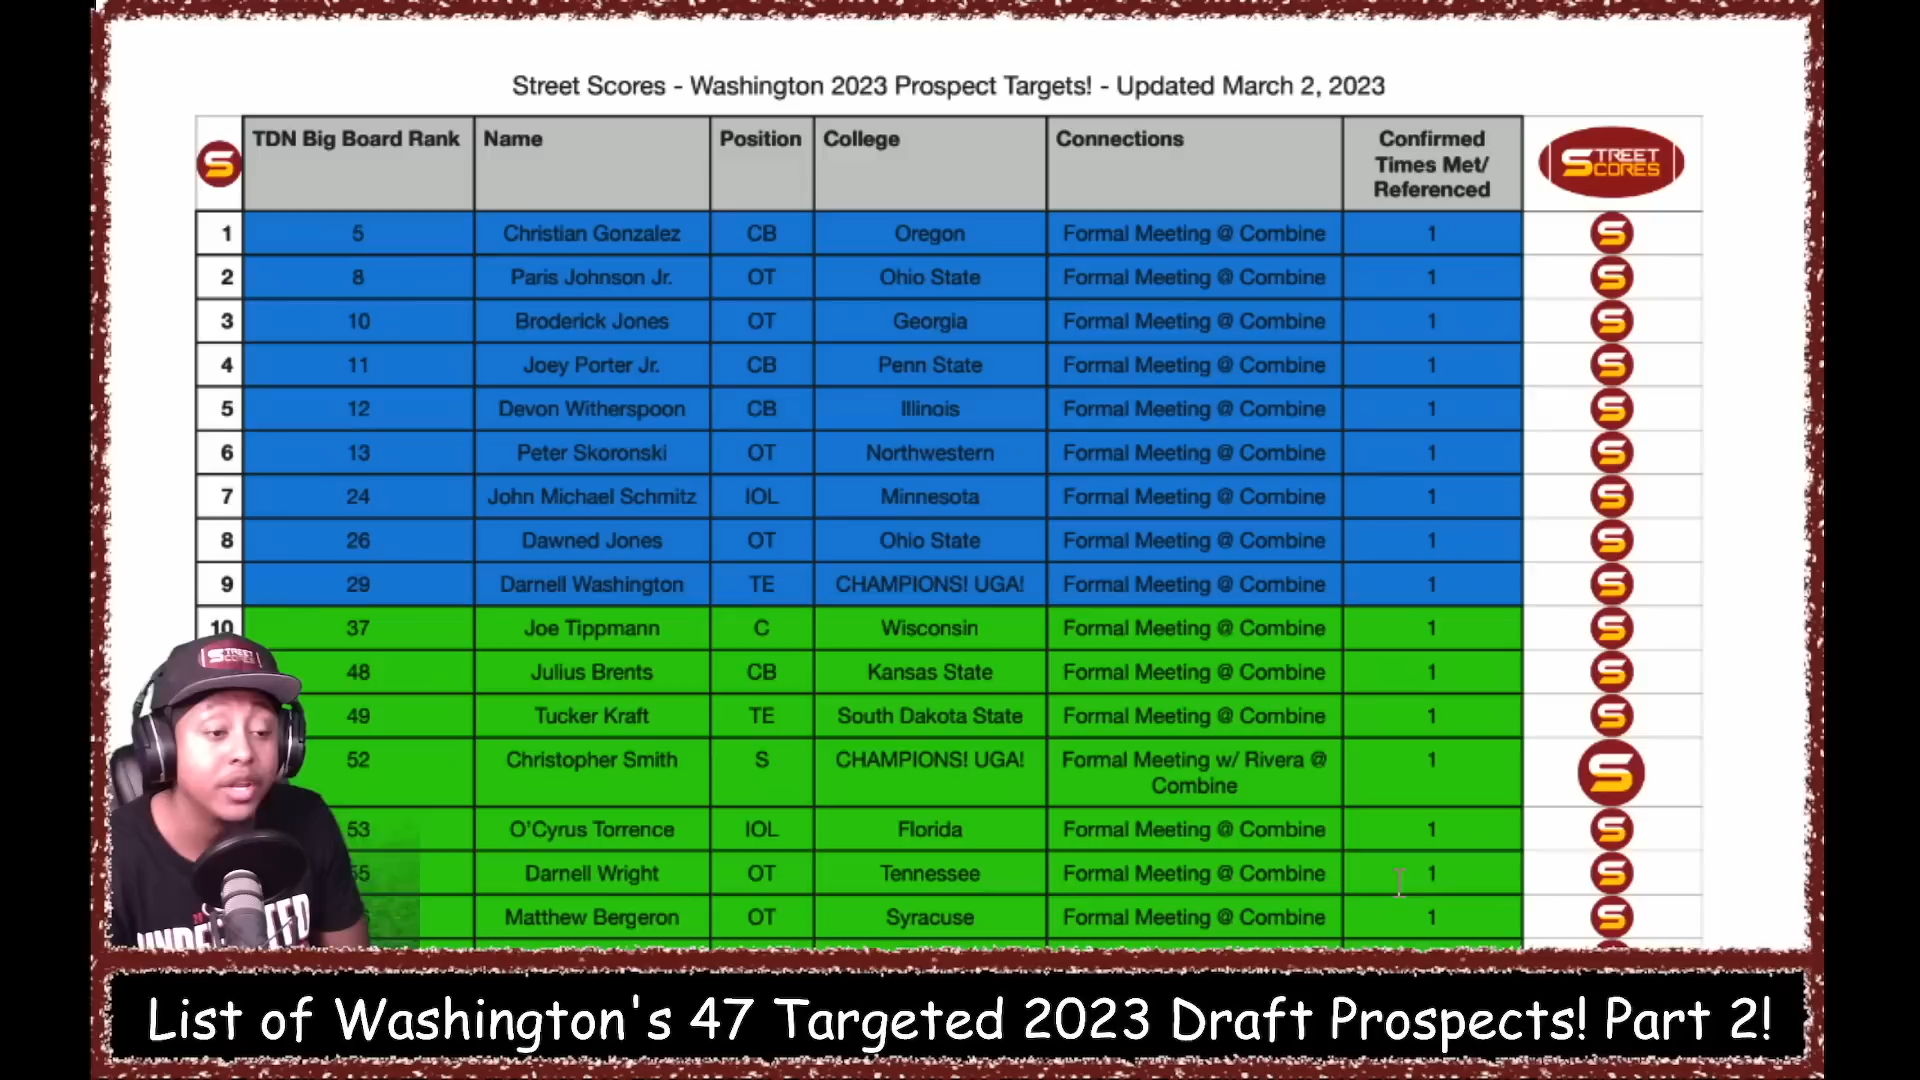 Street Scores - Washington 2023 Prospect Targets! - Updated March 2, 2023
TDN Big Board Rank Name Position College Connections Confirmed Times Met/ Referenced
STREET SCORES
1 5 Christian Gonzalez CB Oregon Formal Meeting @ Combine 1
2 8 Paris Johnson Jr. OT Ohio State Formal Meeting @ Combine 1
3 10 Broderick Jones OT Georgia Formal Meeting @ Combine 1
4 11 Joey Porter Jr. CB Penn State Formal Meeting @ Combine 1
5 12 Devon Witherspoon CB Illinois Formal Meeting @ Combine 1
6 13 Peter Skoronski OT Northwestern Formal Meeting @ Combine 1
7 24 John Michael Schmitz IOL Minnesota Formal Meeting @ Combine 1
8 26 Dawned Jones OT Ohio State Formal Meeting @ Combine 1
9 29 Darnell Washington TE CHAMPIONS! UGA! Formal Meeting @ Combine 1
10 37 Joe Tippmann C Wisconsin Formal Meeting @ Combine 1
48 Julius Brents CB Kansas State Formal Meeting @ Combine 1
49 Tucker Kraft TE South Dakota State Formal Meeting @ Combine 1
52 Christopher Smith S CHAMPIONS! UGA! Formal Meeting w/ Rivera @ Combine 1
53 O'Cyrus Torrence IOL Florida Formal Meeting @ Combine 1
55 Darnell Wright OT Tennessee Formal Meeting @ Combine 1
Matthew Bergeron OT Syracuse Formal Meeting @ Combine 1
STREET SCORES
List of Washington's 47 Targeted 2023 Draft Prospects! Part 2!